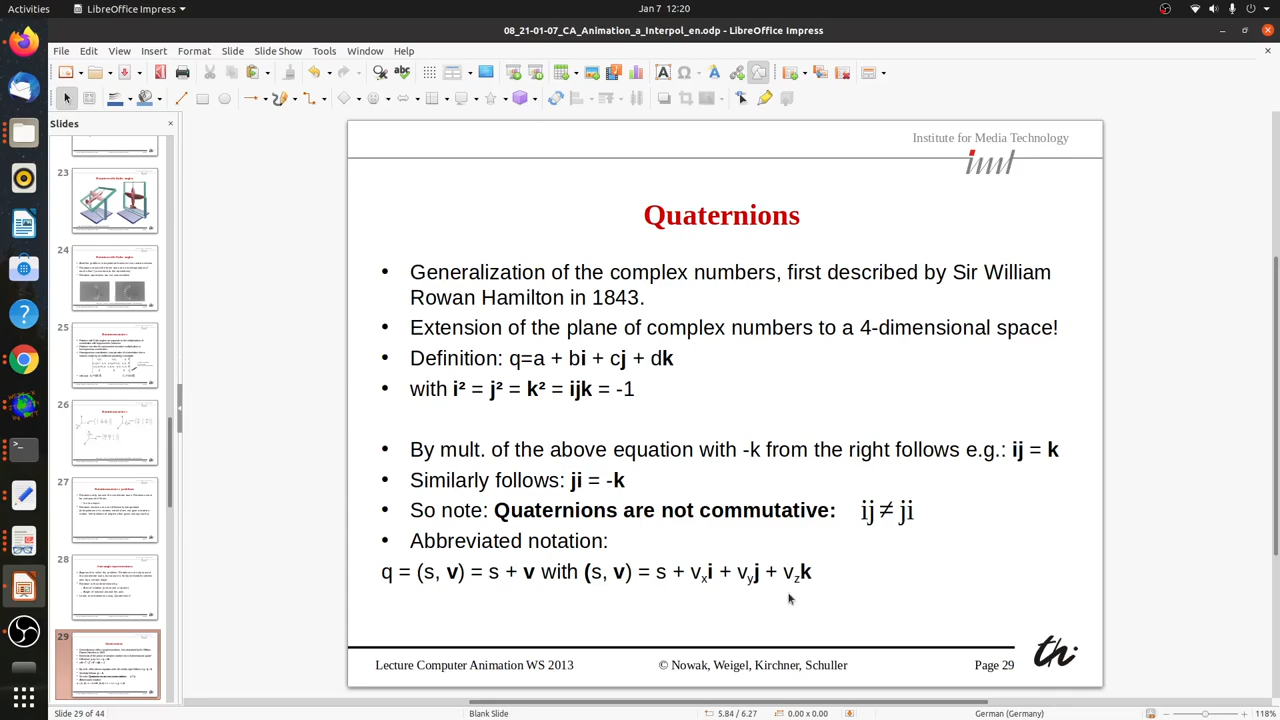 Activities
LibreOffice Impress
Jan 7 12:20
08_21-01-07_CA_Animation_a_Interpol_en.odp - LibreOffice Impress
File Edit View Insert Format Slide Slide Show Tools Window Help
Slides
23
24
25
26
27
28
29
Institute for Media Technology
imt
Quaternions
• Generalization of the complex numbers, first described by Sir William
Rowan Hamilton in 1843.
• Extension of the plane of complex numbers to a 4-dimensional space!
• Definition: q=a + bi + cj + dk
• with i² = j² = k² = ijk = -1
• By mult. of the above equation with -k from the right follows e.g.: ij = k
• Similarly follows: ji = -k
• So note: Quaternions are not commutative: ij ≠ ji
• Abbreviated notation:
q = (s, v) = s + v with (s, v) = s + vxi + vyj + vzk
Lecture Computer Animation WS 2013 © Nowak, Weigel, Kirchner, Schuller Page 29
th
Slide 29 of 44 Blank Slide 5.84 / 6.27 0.00 x 0.00 German (Germany) 118%